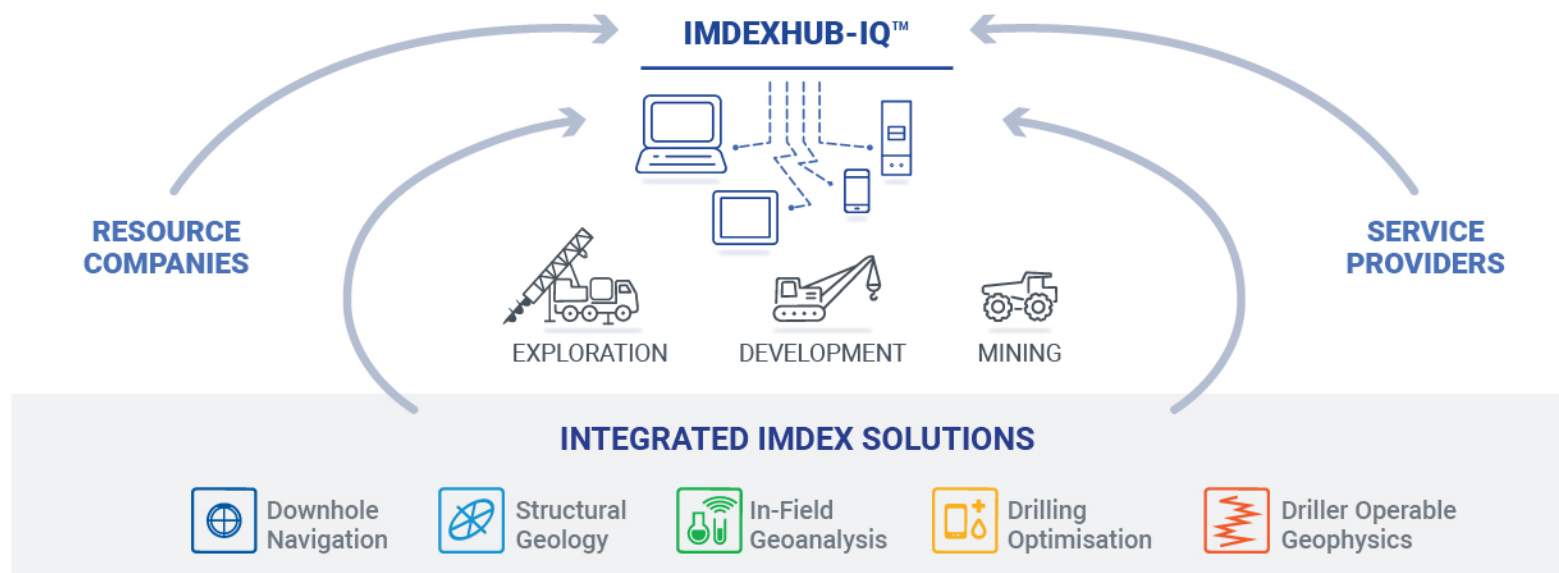 IMDEXHUB-IQ™
RESOURCE
COMPANIES
SERVICE
PROVIDERS
EXPLORATION
DEVELOPMENT
MINING
INTEGRATED IMDEX SOLUTIONS
Downhole
Navigation
Structural
Geology
In-Field
Geoanalysis
Drilling
Optimisation
Driller Operable
Geophysics